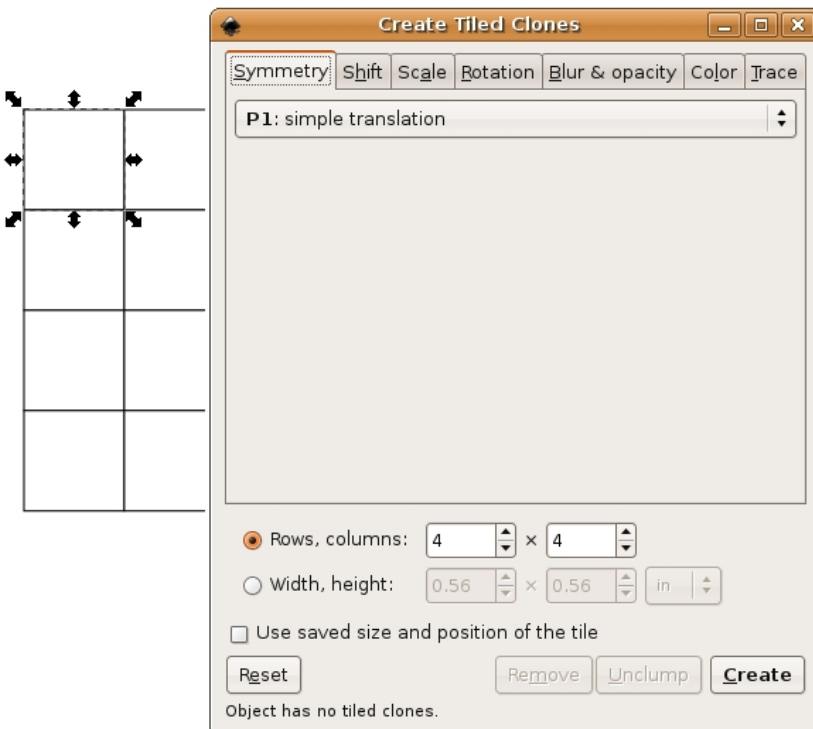 Create Tiled Clones
Symmetry Shift Scale Rotation Blur & opacity Color Trace
P1: simple translation
Rows, columns: 4 × 4
Width, height: 0.56 × 0.56 in
Use saved size and position of the tile
Reset Remove Unclump Create
Object has no tiled clones.